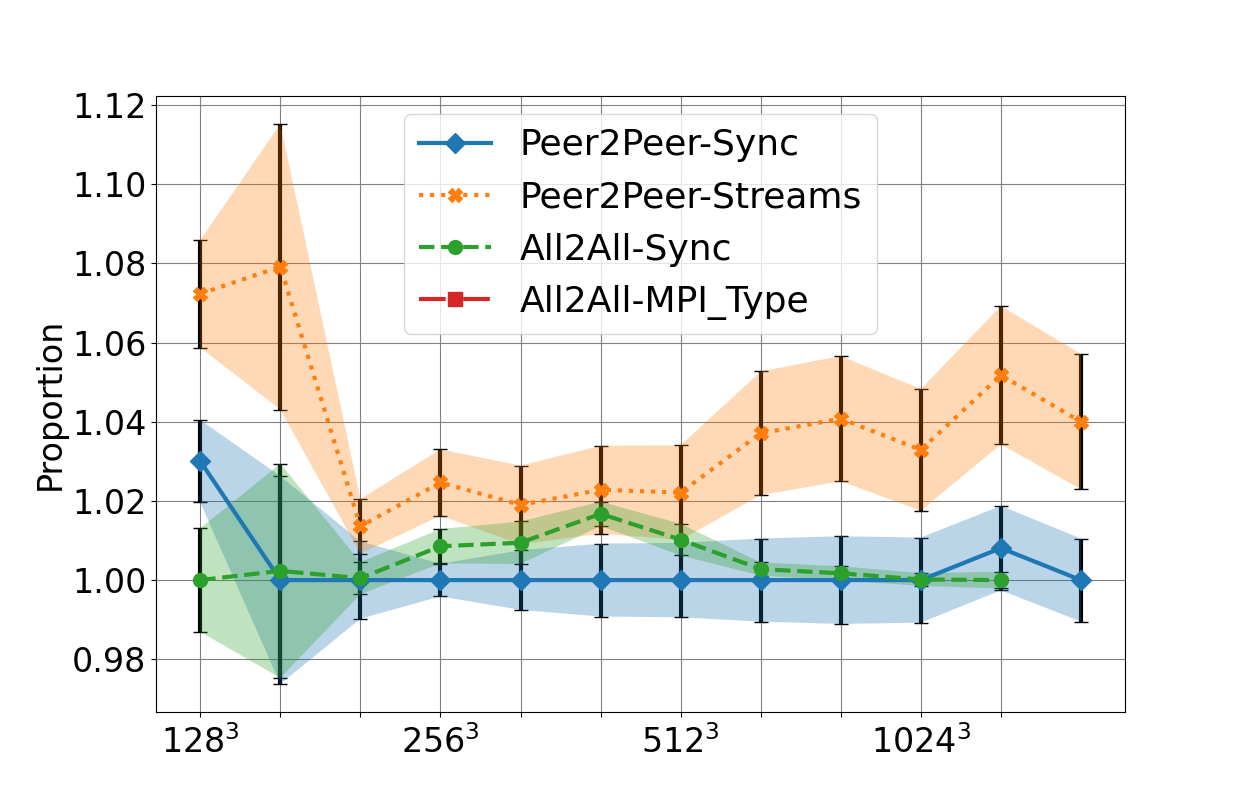 1.12
1.10
1.08
1.06
1.04
1.02
1.00
0.98
Proportion
Peer2Peer-Sync
Peer2Peer-Streams
All2All-Sync
All2All-MPI_Type
128³ 256³ 512³ 1024³